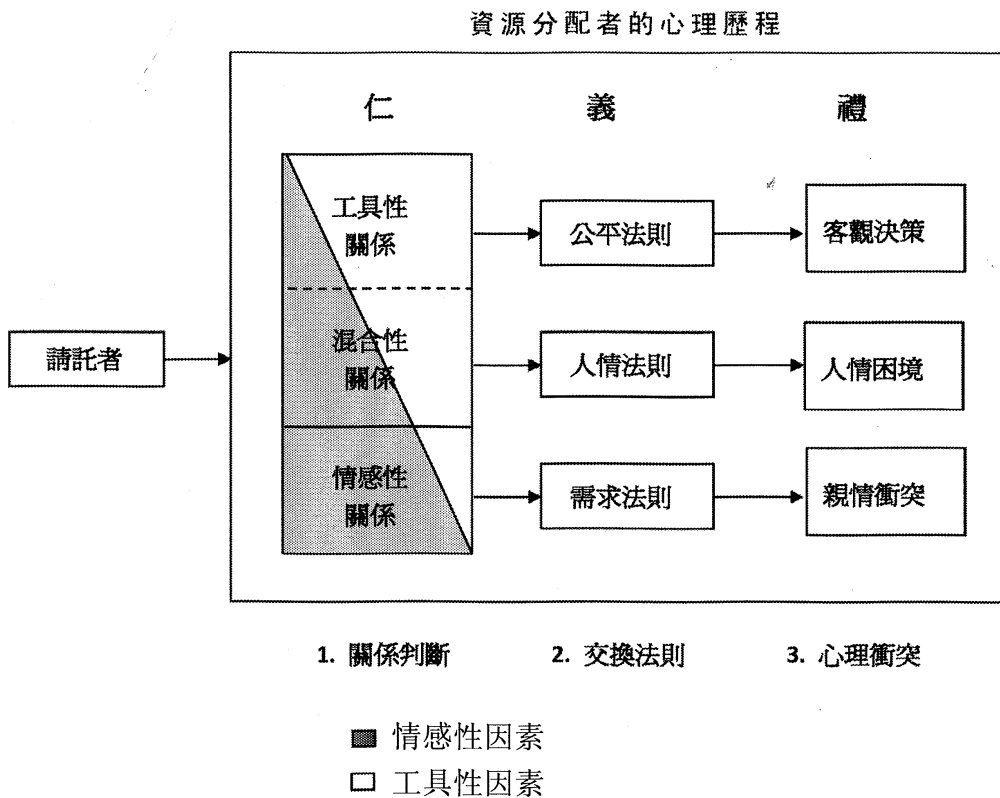 資源分配者的心理歷程
仁 義 禮
工具性
關係
公平法則
客觀決策
請託者
混合性
關係
人情法則
人情困境
情感性
關係
需求法則
親情衝突
1. 關係判斷 2. 交換法則 3. 心理衝突
情感性因素
工具性因素